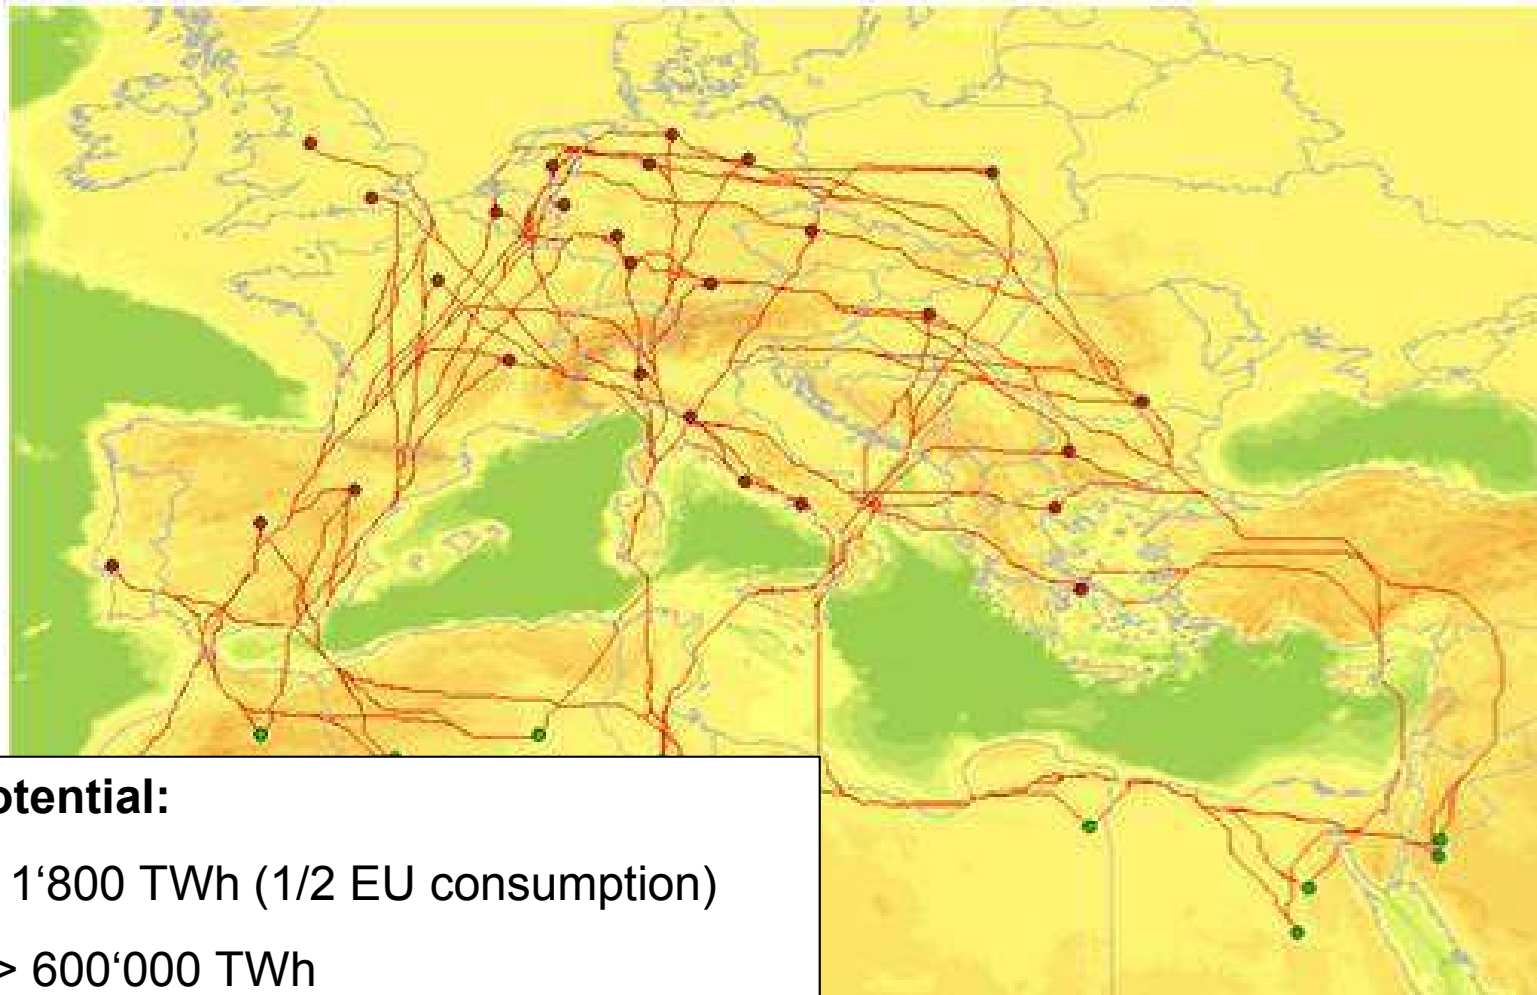 otential:
1‘800 TWh (1/2 EU consumption)
> 600‘000 TWh